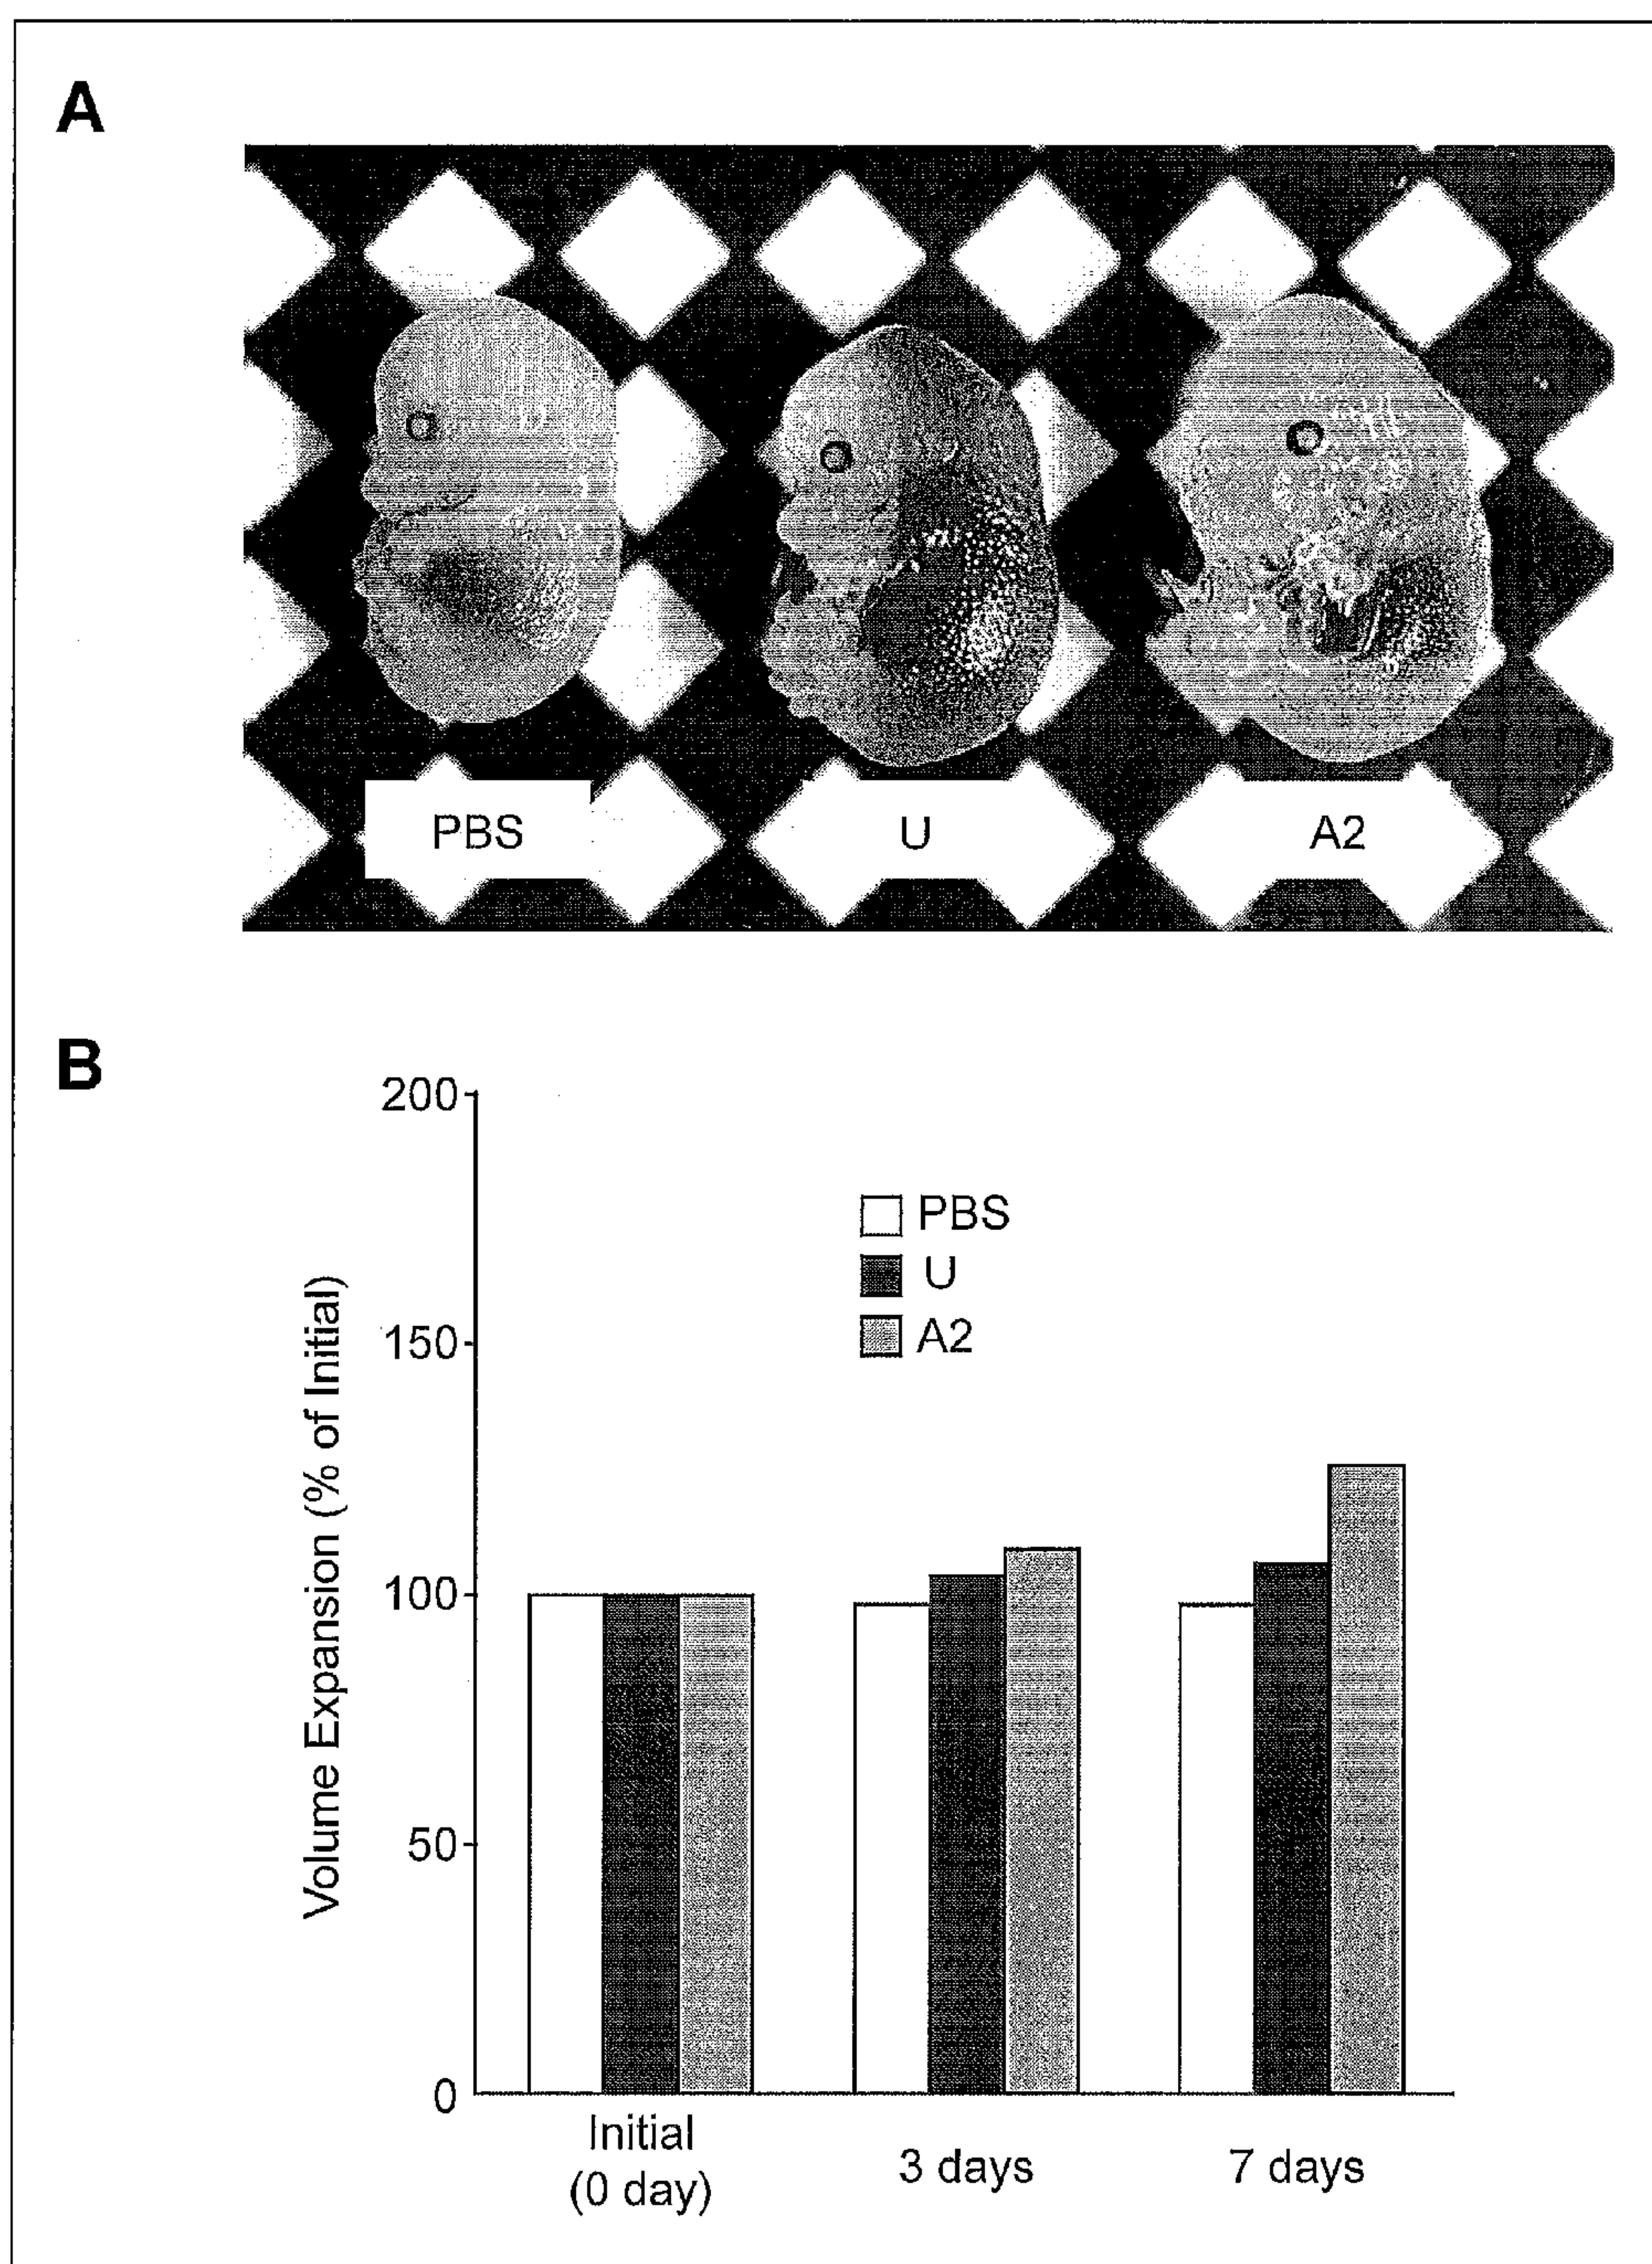 A
PBS
U
A2
B
200
150
100
50
0
Volume Expansion (% of Initial)
PBS
U
A2
Initial
(0 day)
3 days
7 days